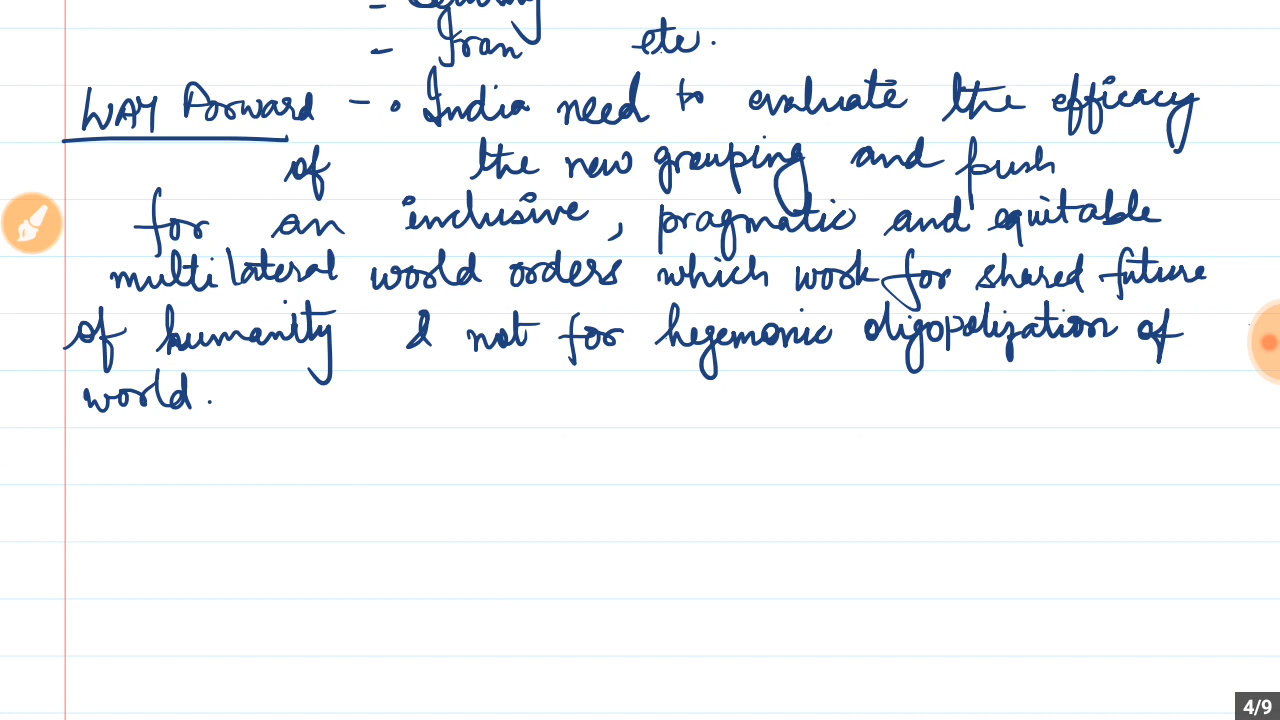 -
- Iran etc.
WAY Forward - • India need to evaluate the efficacy
of the new grouping and push
for an inclusive, pragmatic and equitable
multilateral world orders which work for shared future
of humanity & not for hegemonic oligopolization of
world.
4/9